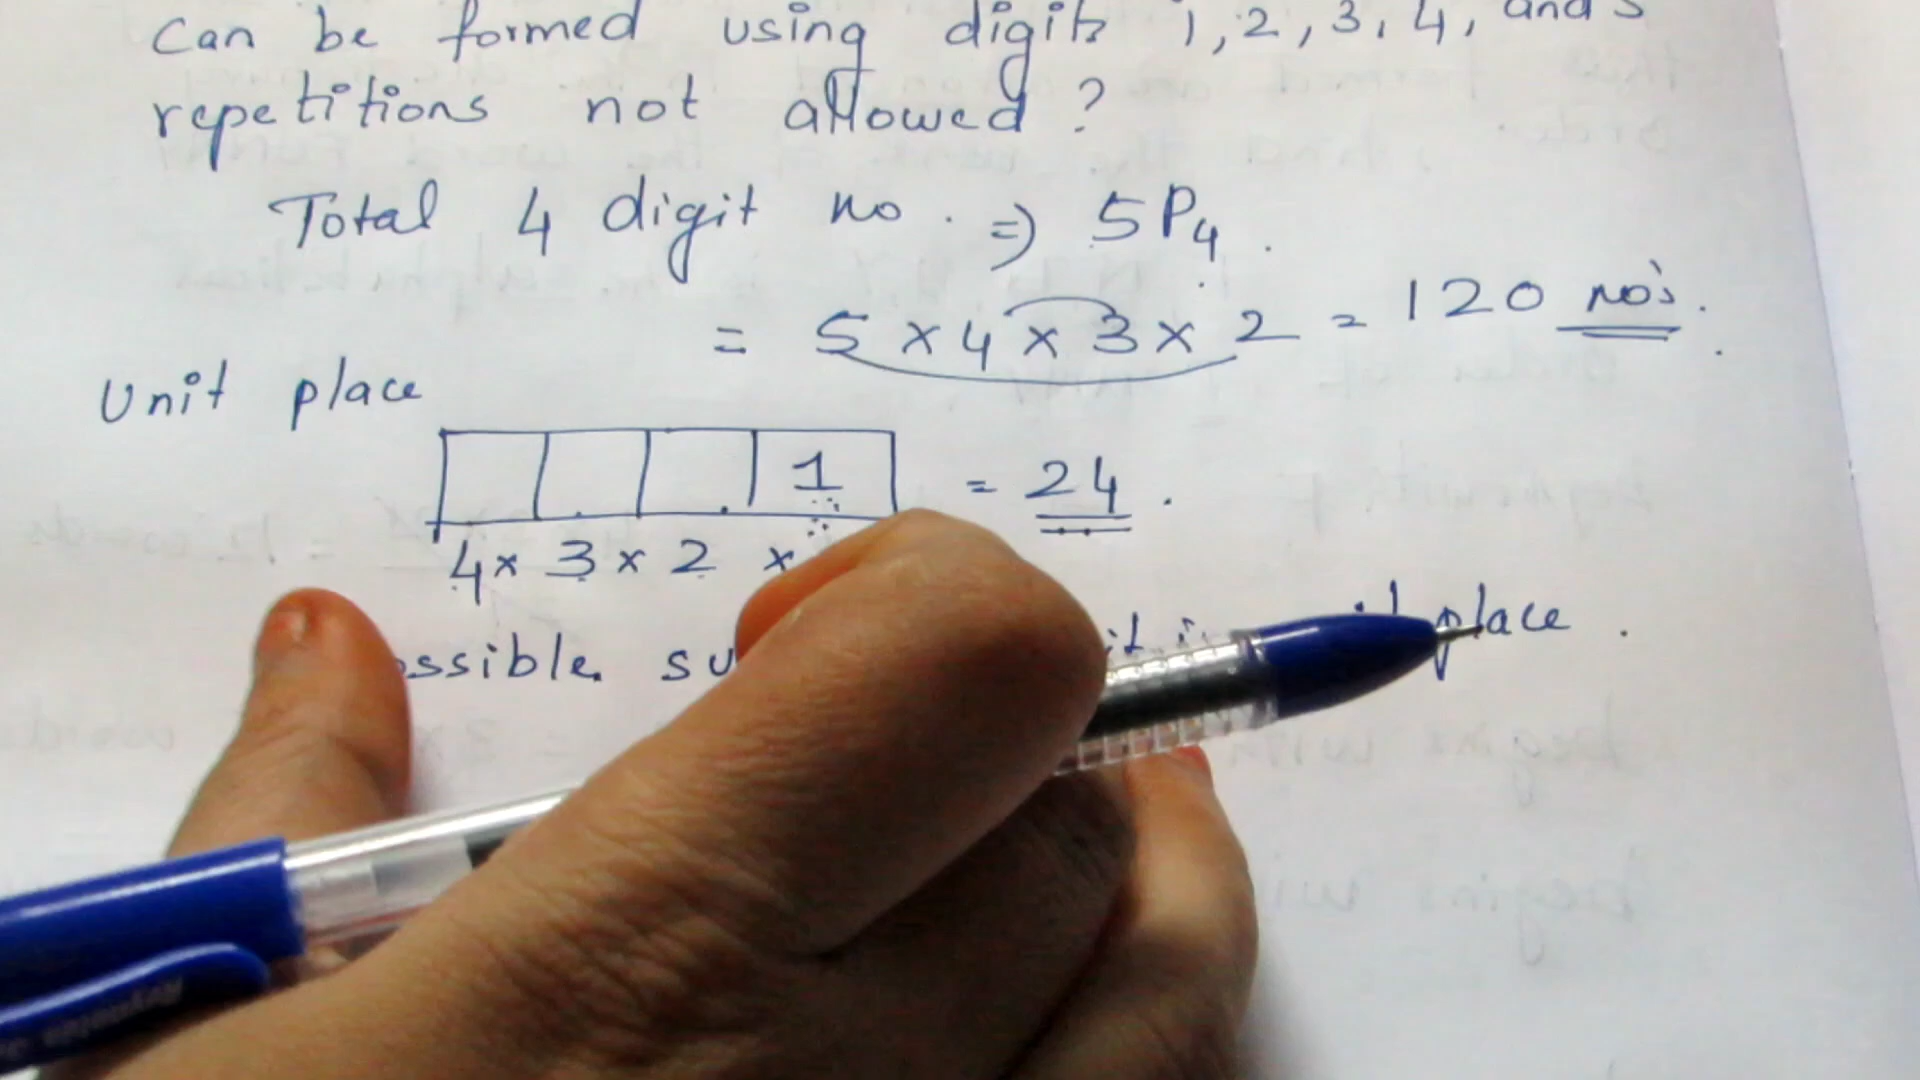 Can be formed using digits 1, 2, 3, 4, and 5
repetitions not allowed ?
Total 4 digit no. => 5P4.
= 5 x 4 x 3 x 2 = 120 no's.
Unit place
1 = 24.
4 x 3 x 2 x
place.